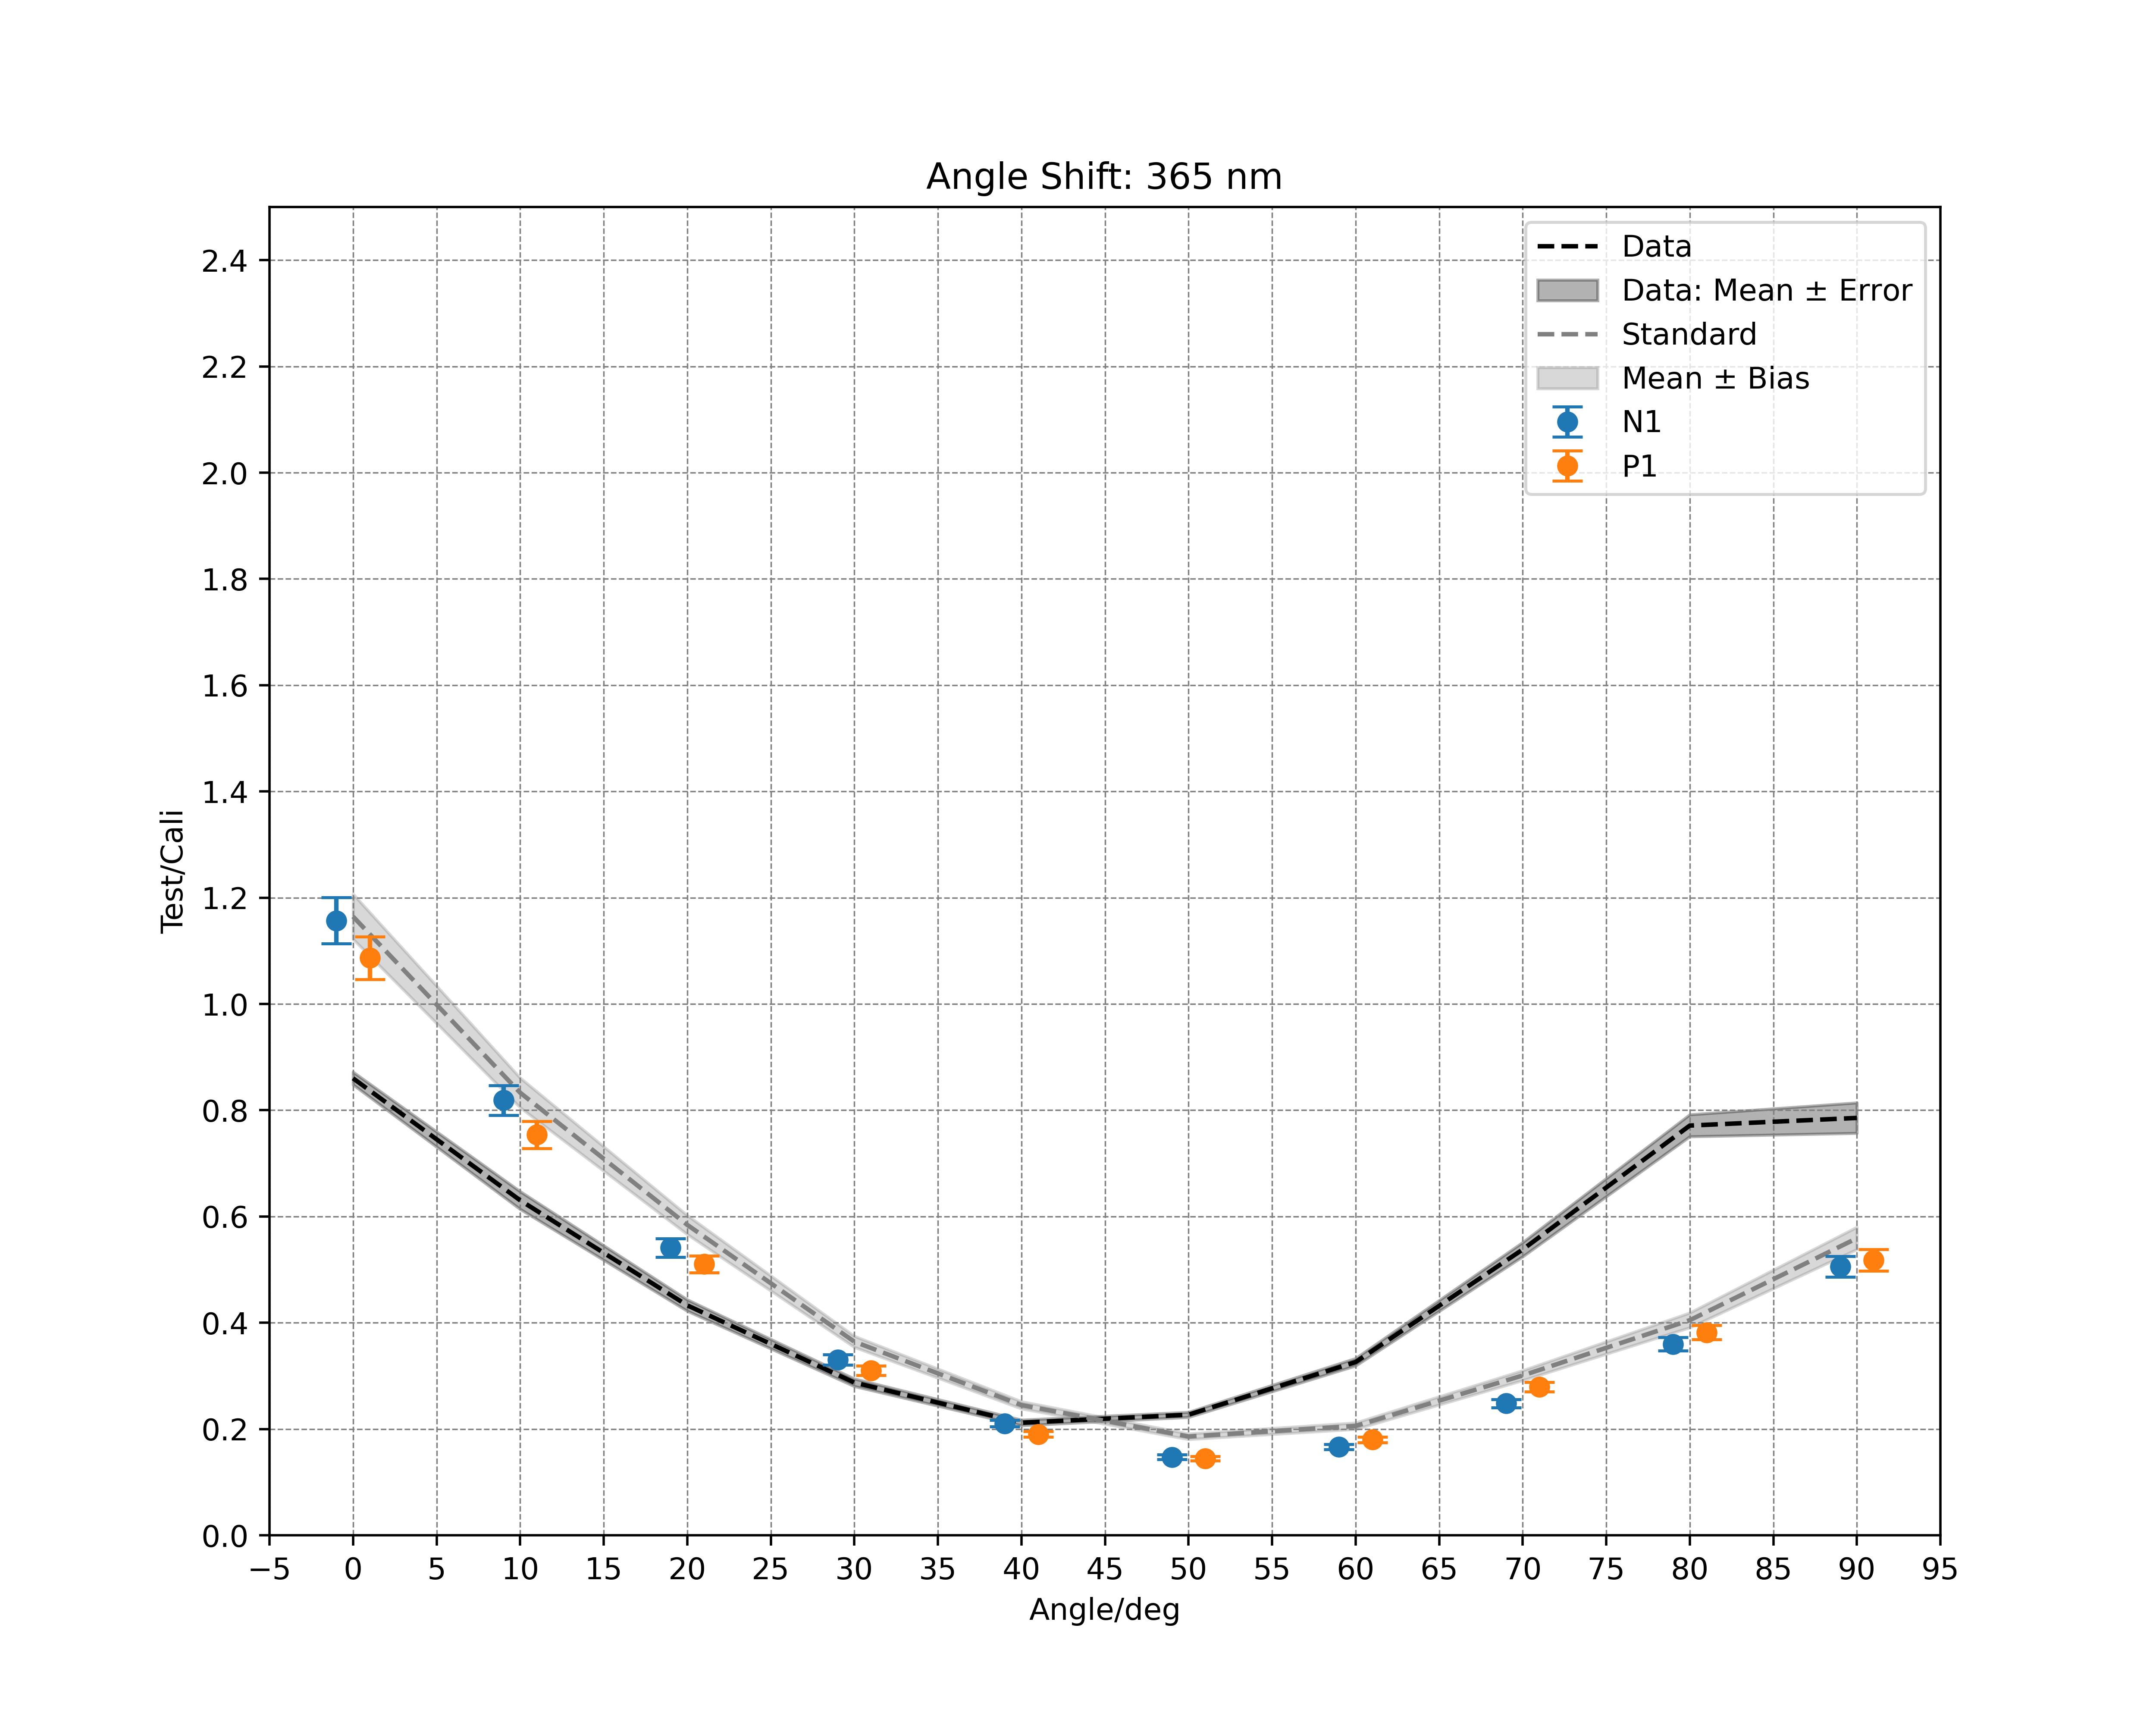 Angle Shift: 365 nm
Data
Data: Mean ± Error
Standard
Mean ± Bias
N1
P1
2.4
2.2
2.0
1.8
1.6
1.4
1.2
1.0
0.8
0.6
0.4
0.2
0.0
Test/Cali
−5 0 5 10 15 20 25 30 35 40 45 50 55 60 65 70 75 80 85 90 95
Angle/deg